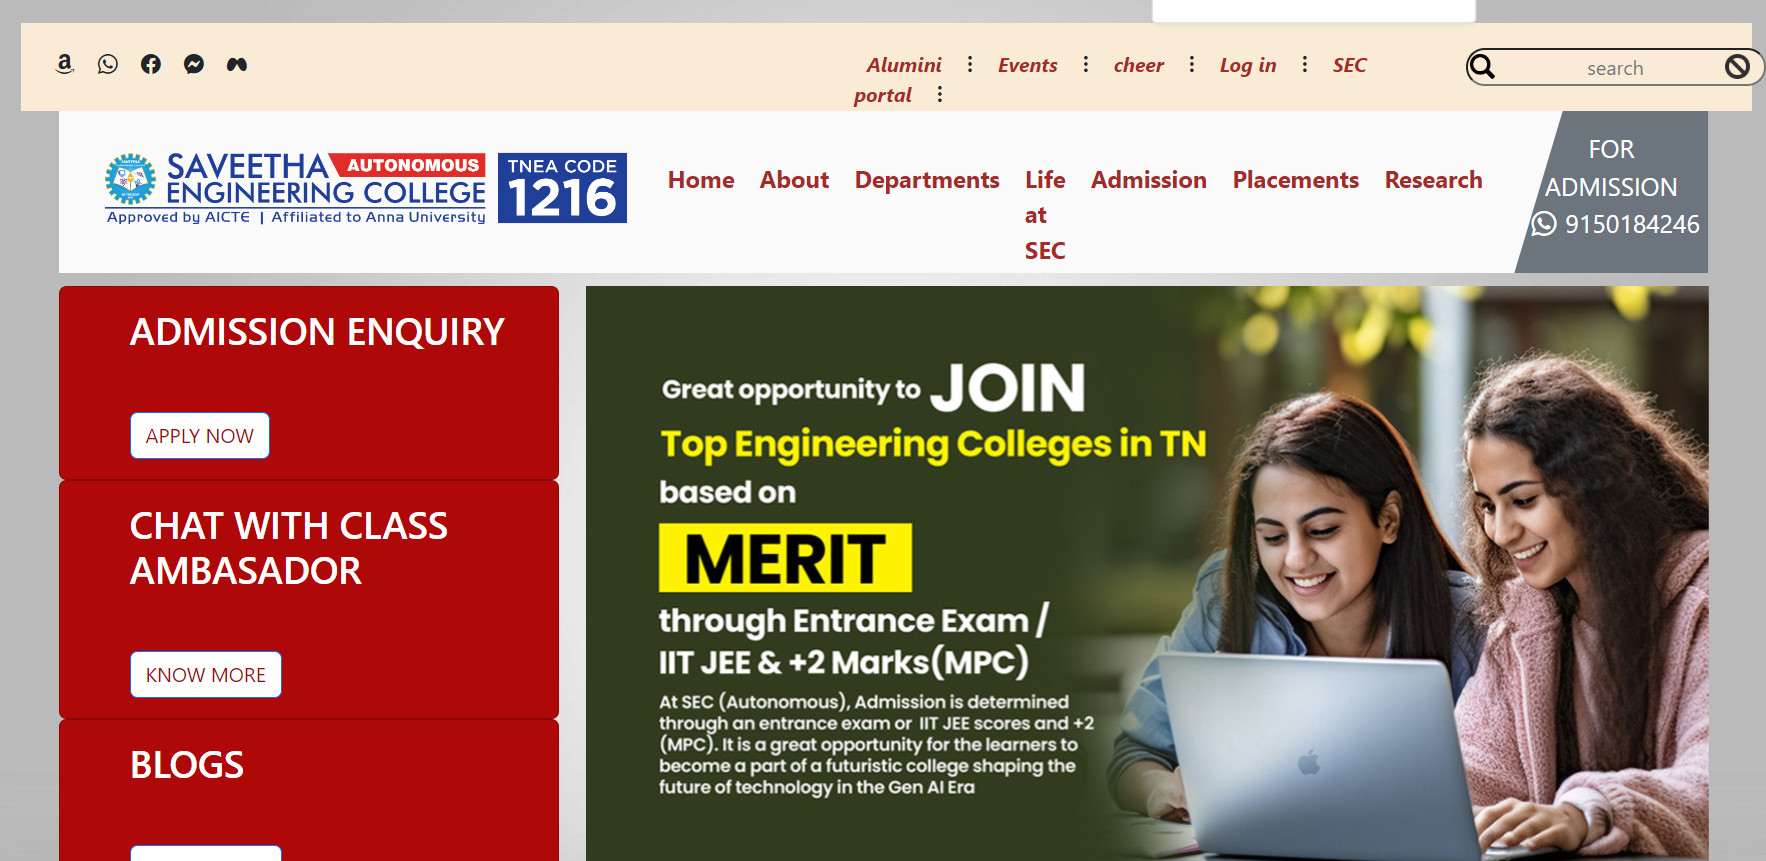 Alumini ⋮ Events ⋮ cheer ⋮ Log in ⋮ SEC
portal ⋮
search
SAVEETHA AUTONOMOUS
ENGINEERING COLLEGE
Approved by AICTE | Affiliated to Anna University
TNEA CODE
1216
Home About Departments Life Admission Placements Research
at
SEC
FOR
ADMISSION
9150184246
ADMISSION ENQUIRY
APPLY NOW
CHAT WITH CLASS
AMBASADOR
KNOW MORE
BLOGS
Great opportunity to JOIN
Top Engineering Colleges in TN
based on
MERIT
through Entrance Exam /
IIT JEE & +2 Marks(MPC)
At SEC (Autonomous), Admission is determined
through an entrance exam or IIT JEE scores and +2
(MPC). It is a great opportunity for the learners to
become a part of a futuristic college shaping the
future of technology in the Gen AI Era